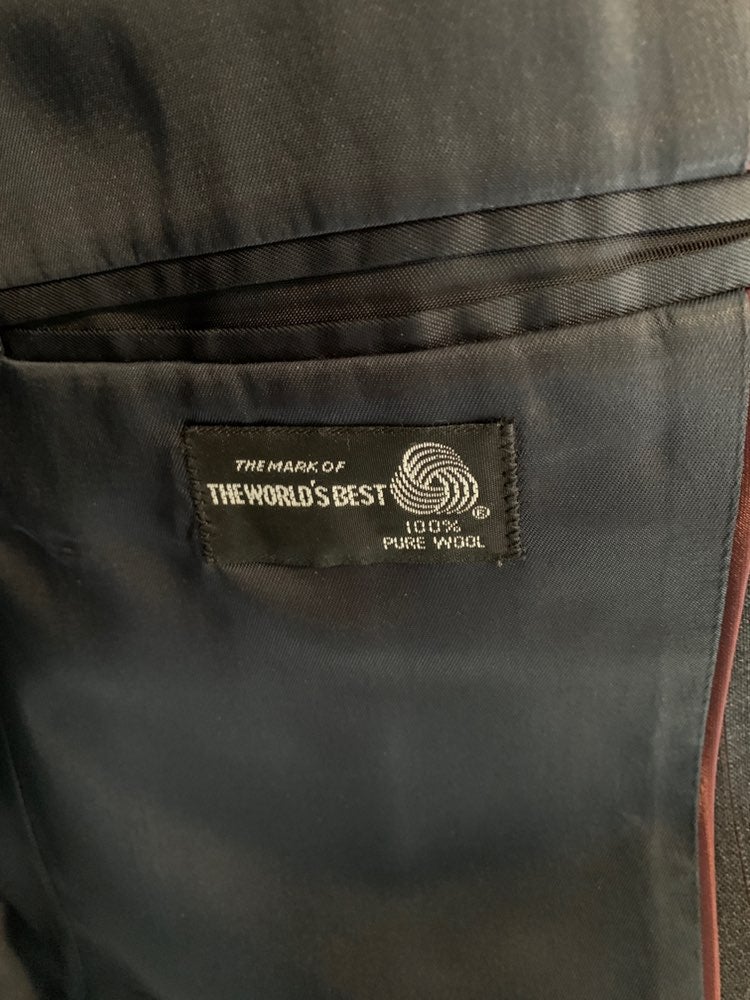 THE MARK OF
THE WORLD'S BEST
®
100%
PURE WOOL